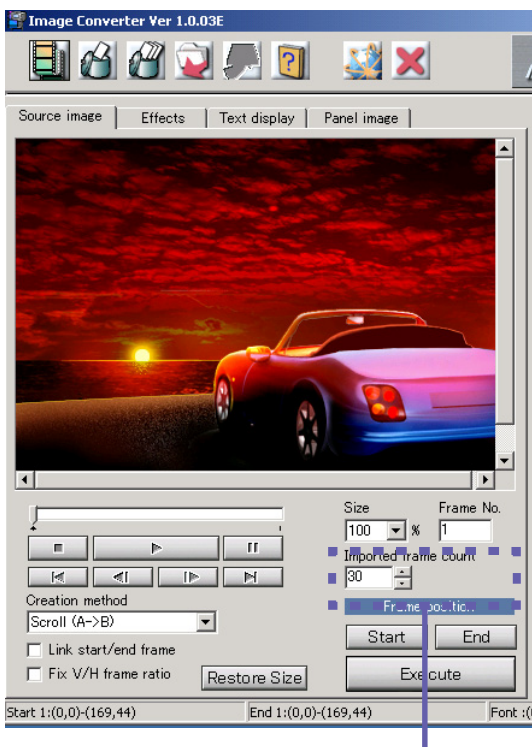 Image Converter Ver 1.0.03E
Source image Effects Text display Panel image
Size Frame No.
100 % 1
Imported frame count
30
Creation method
Frame positio
Scroll (A->B)
Start End
Link start/end frame
Fix V/H frame ratio Restore Size Execute
Start 1:(0,0)-(169,44) End 1:(0,0)-(169,44) Font :(